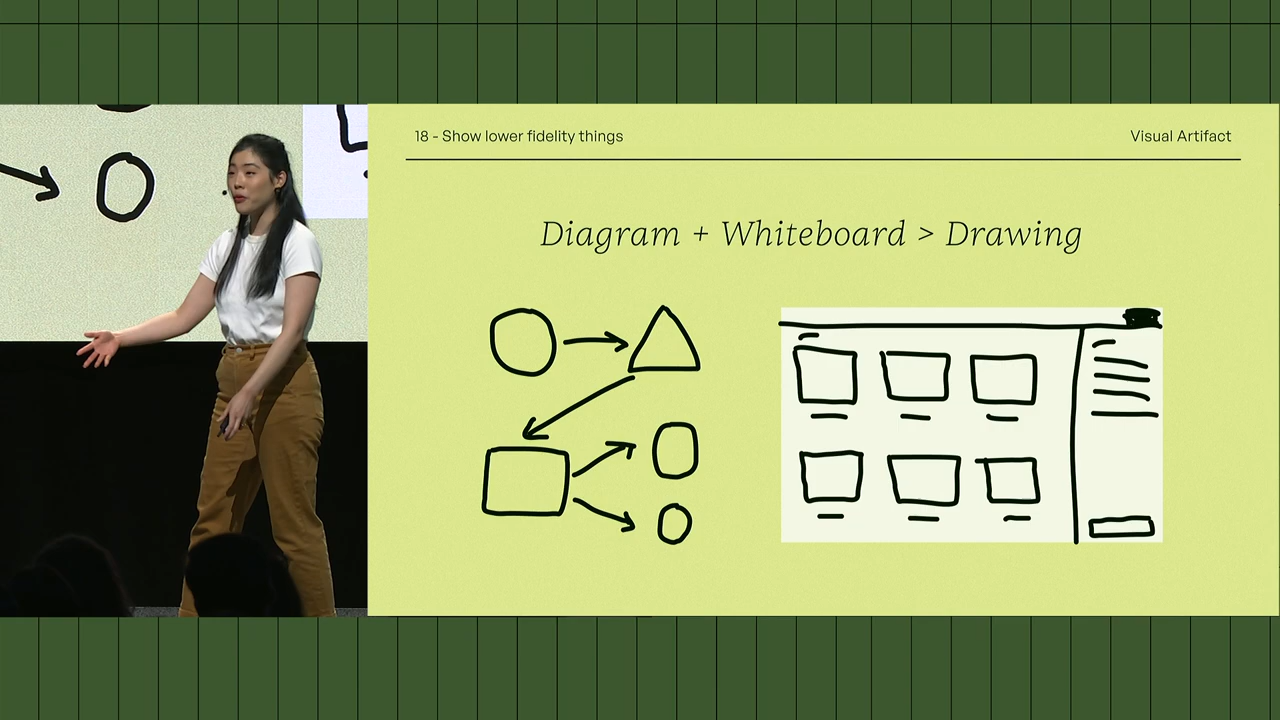 18 - Show lower fidelity things
Visual Artifact
Diagram + Whiteboard > Drawing